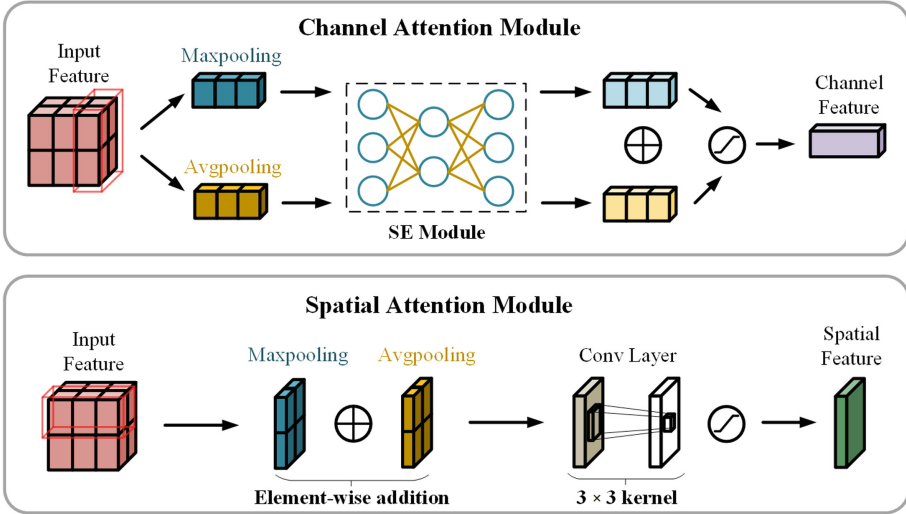 Channel Attention Module
Input
Feature
Maxpooling
Avgpooling
SE Module
Channel
Feature
Spatial Attention Module
Input
Feature
Maxpooling
Avgpooling
Element-wise addition
Conv Layer
3 × 3 kernel
Spatial
Feature